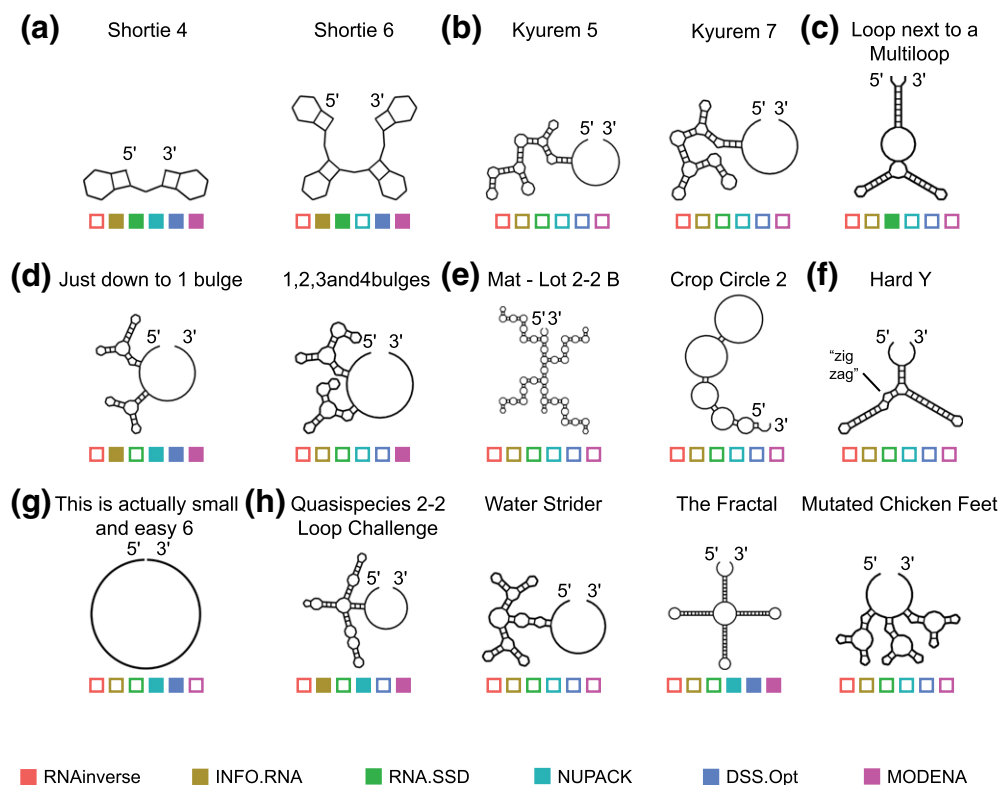 (a) Shortie 4 Shortie 6 (b) Kyurem 5 Kyurem 7 (c) Loop next to a
Multiloop
5' 3' 5' 3' 5' 3' 5' 3' 5' 3'
(d) Just down to 1 bulge 1,2,3and4bulges (e) Mat - Lot 2-2 B Crop Circle 2 (f) Hard Y
5' 3' 5' 3' 5' 3' 5' 3' 5' 3'
“zig
zag”
(g) This is actually small
and easy 6
5' 3'
(h) Quasispecies 2-2
Loop Challenge
5' 3'
Water Strider
5' 3'
The Fractal
5' 3'
Mutated Chicken Feet
5' 3'
RNAinverse INFO.RNA RNA.SSD NUPACK DSS.Opt MODENA